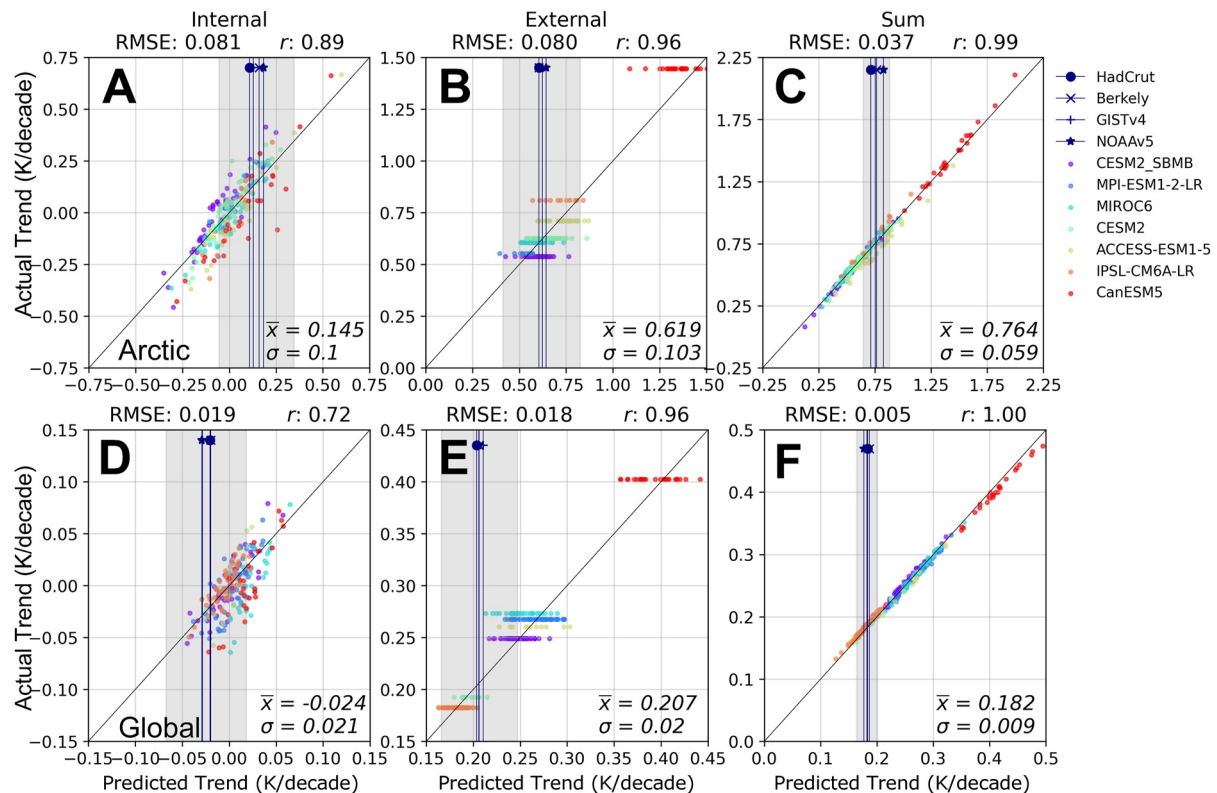 Internal
External
Sum
RMSE: 0.081 r: 0.89
RMSE: 0.080 r: 0.96
RMSE: 0.037 r: 0.99
A
B
C
Actual Trend (K/decade)
0.75
0.50
0.25
0.00
−0.25
−0.50
−0.75
x̅ = 0.145
σ = 0.1
Arctic
−0.75 −0.50 −0.25 0.00 0.25 0.50 0.75
1.50
1.25
1.00
0.75
0.50
0.25
0.00
x̅ = 0.619
σ = 0.103
0.00 0.25 0.50 0.75 1.00 1.25 1.50
2.25
1.75
1.25
0.75
0.25
−0.25
x̅ = 0.764
σ = 0.059
−0.25 0.25 0.75 1.25 1.75 2.25
HadCrut
Berkely
GISTv4
NOAAv5
CESM2_SBMB
MPI-ESM1-2-LR
MIROC6
CESM2
ACCESS-ESM1-5
IPSL-CM6A-LR
CanESM5
RMSE: 0.019 r: 0.72
RMSE: 0.018 r: 0.96
RMSE: 0.005 r: 1.00
D
E
F
Actual Trend (K/decade)
0.15
0.10
0.05
0.00
−0.05
−0.10
−0.15
x̅ = -0.024
σ = 0.021
Global
−0.15 −0.10 −0.05 0.00 0.05 0.10 0.15
Predicted Trend (K/decade)
0.45
0.40
0.35
0.30
0.25
0.20
0.15
x̅ = 0.207
σ = 0.02
0.15 0.20 0.25 0.30 0.35 0.40 0.45
Predicted Trend (K/decade)
0.5
0.4
0.3
0.2
0.1
0.0
x̅ = 0.182
σ = 0.009
0.0 0.1 0.2 0.3 0.4 0.5
Predicted Trend (K/decade)